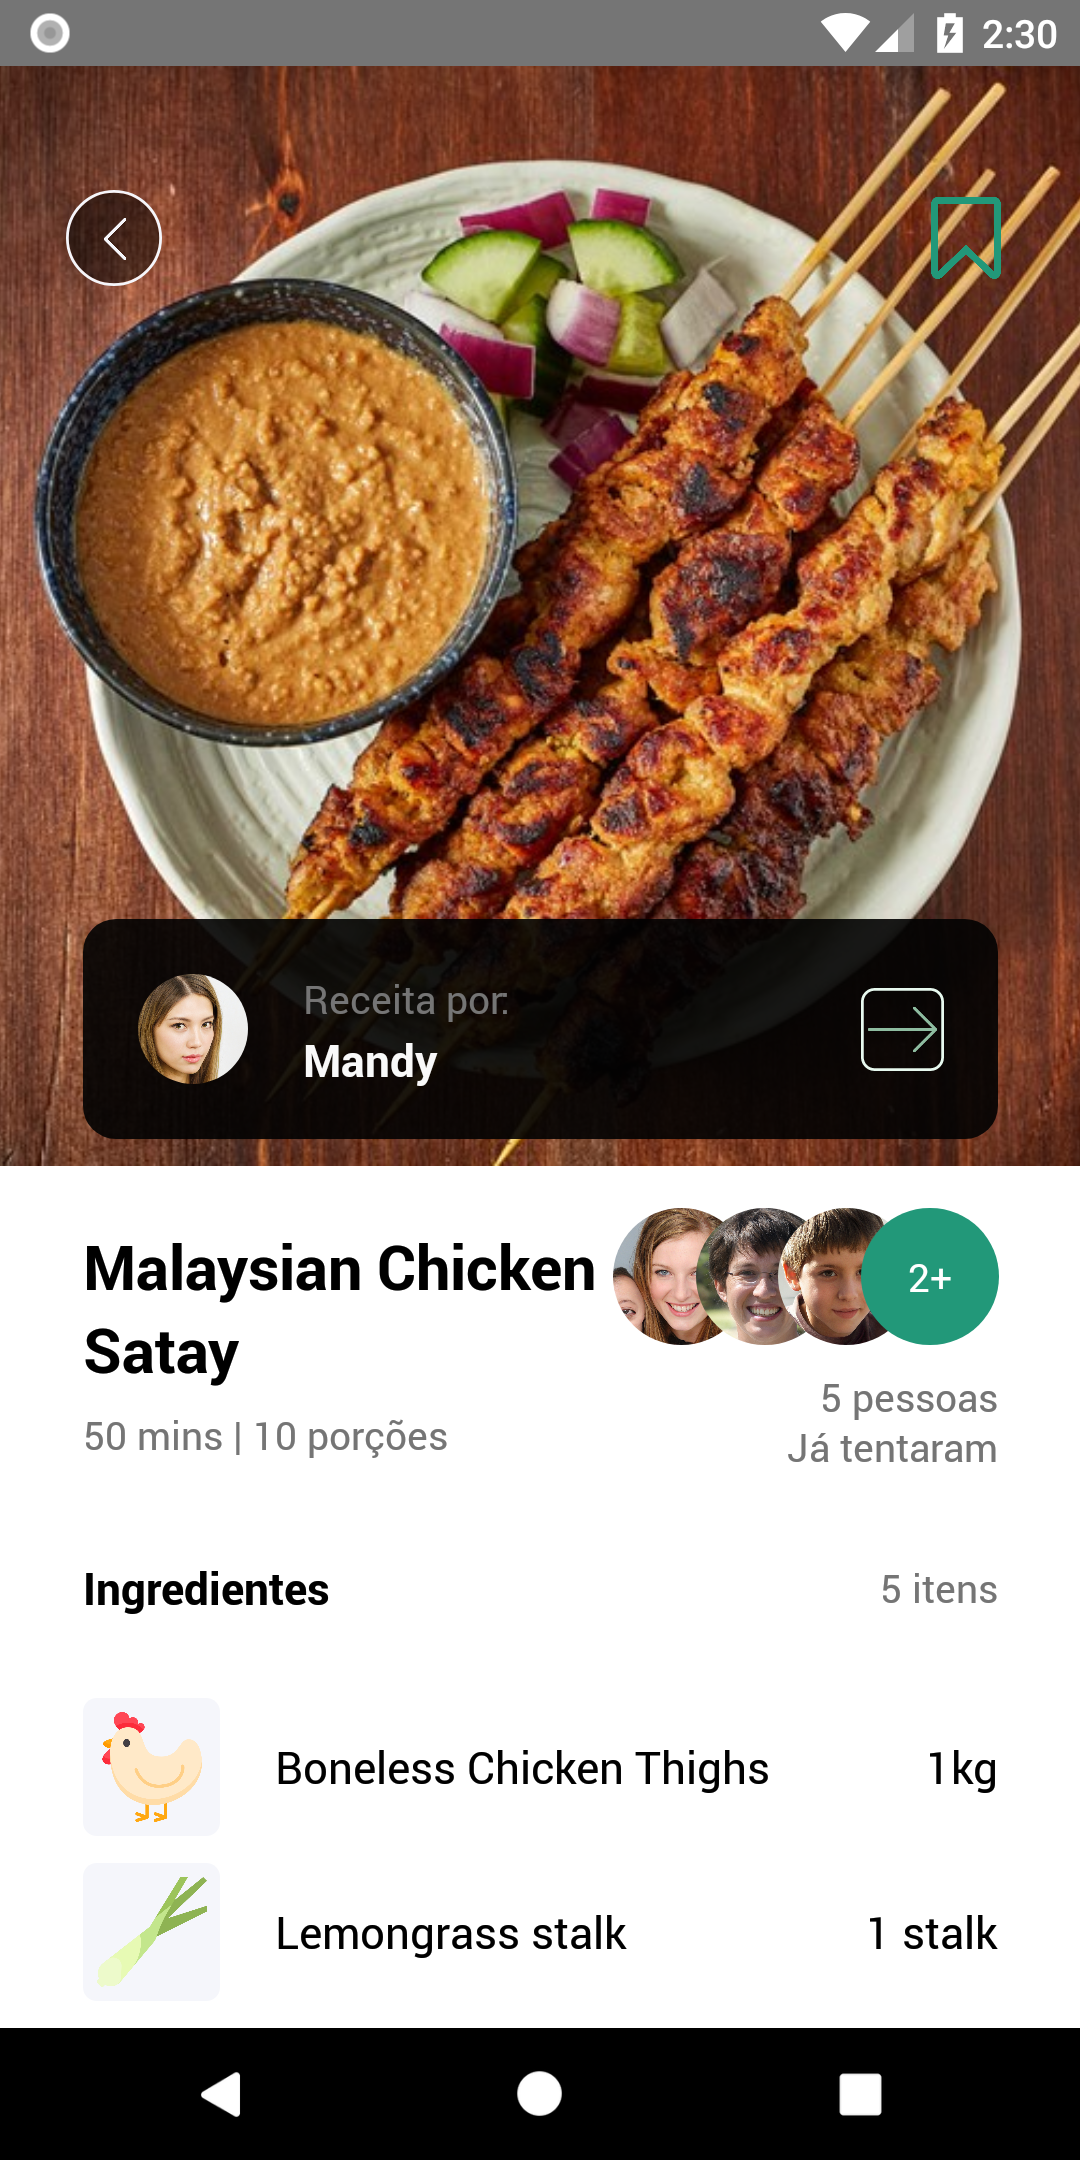 2:30
Receita por:
Mandy
Malaysian Chicken
Satay
2+
50 mins | 10 porções
5 pessoas
Já tentaram
Ingredientes
5 itens
Boneless Chicken Thighs
1kg
Lemongrass stalk
1 stalk